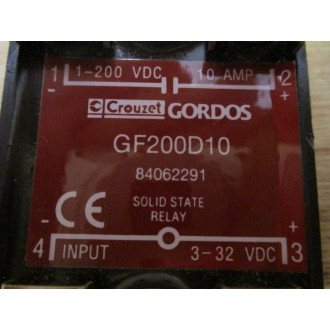 1 1-200 VDC 10 AMP 2
- +
Crouzet GORDOS
GF200D10
84062291
CE SOLID STATE
RELAY
- +
4 INPUT 3-32 VDC 3